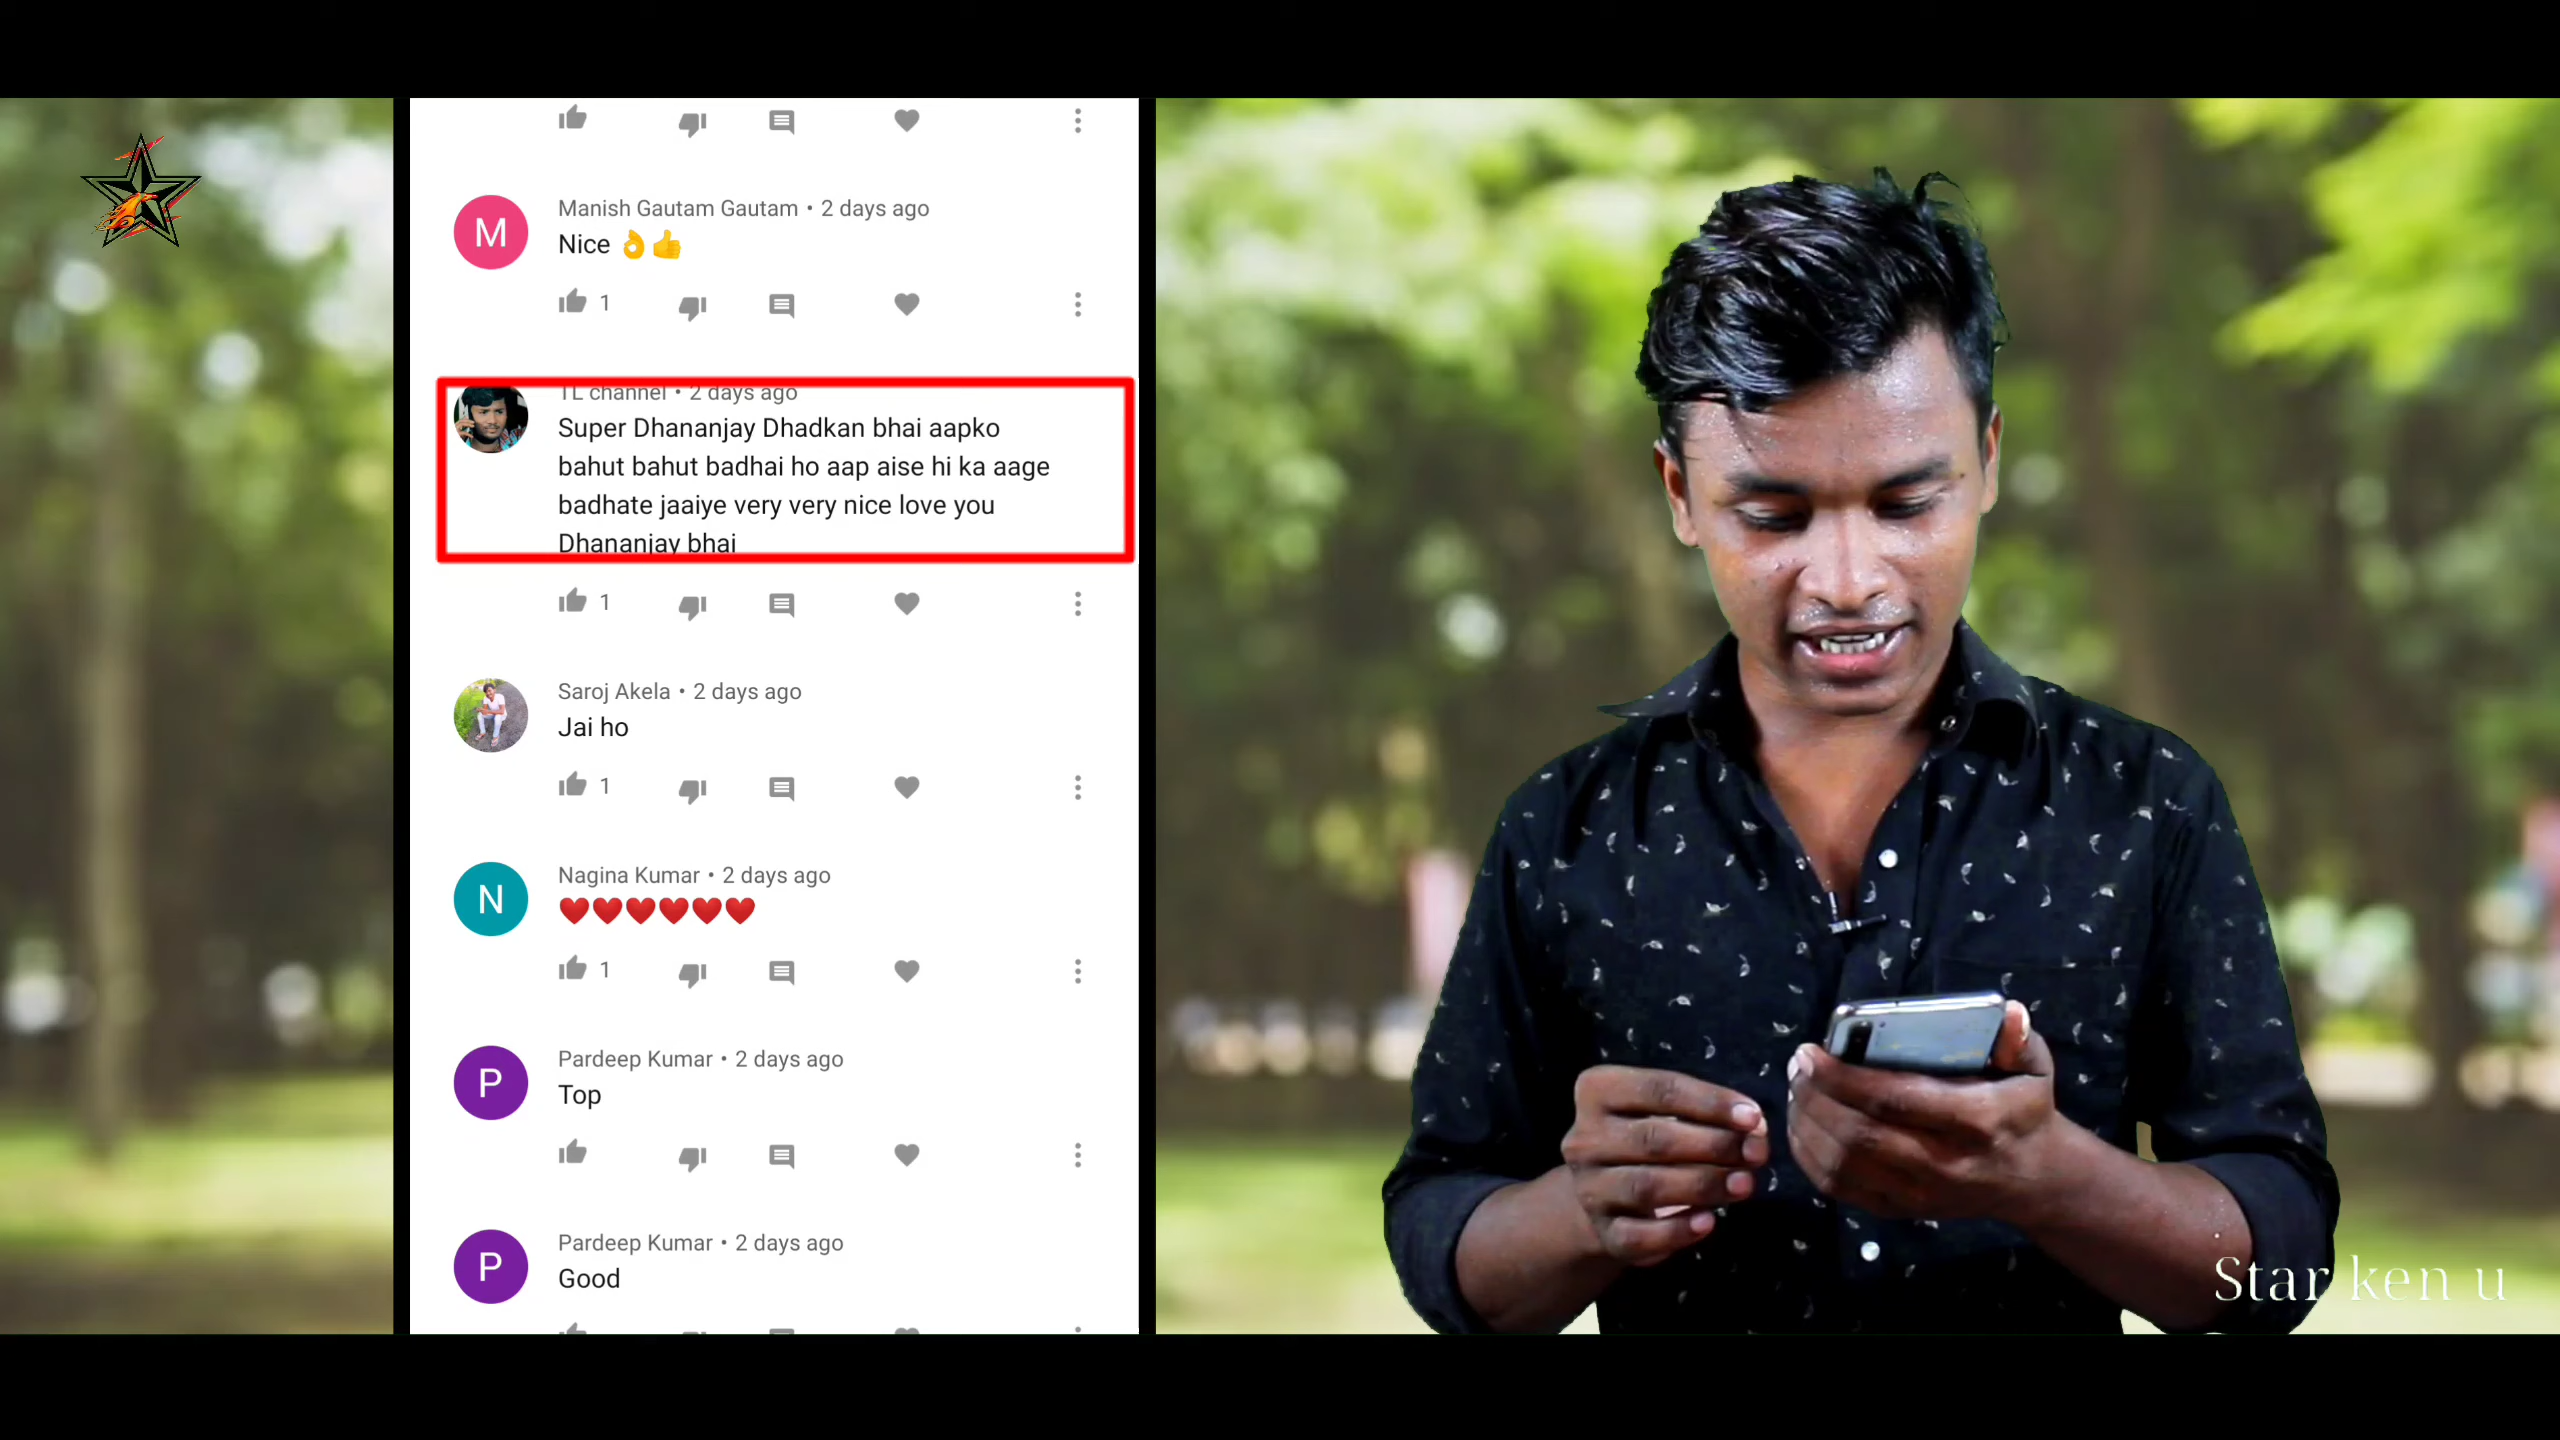 M
Manish Gautam Gautam • 2 days ago
Nice 👌👍
1
TL channel • 2 days ago
Super Dhananjay Dhadkan bhai aapko
bahut bahut badhai ho aap aise hi ka aage
badhate jaaiye very very nice love you
Dhananjay bhai
1
Saroj Akela • 2 days ago
Jai ho
1
N
Nagina Kumar • 2 days ago
❤️❤️❤️❤️❤️❤️
1
P
Pardeep Kumar • 2 days ago
Top
P
Pardeep Kumar • 2 days ago
Good
Star ken u